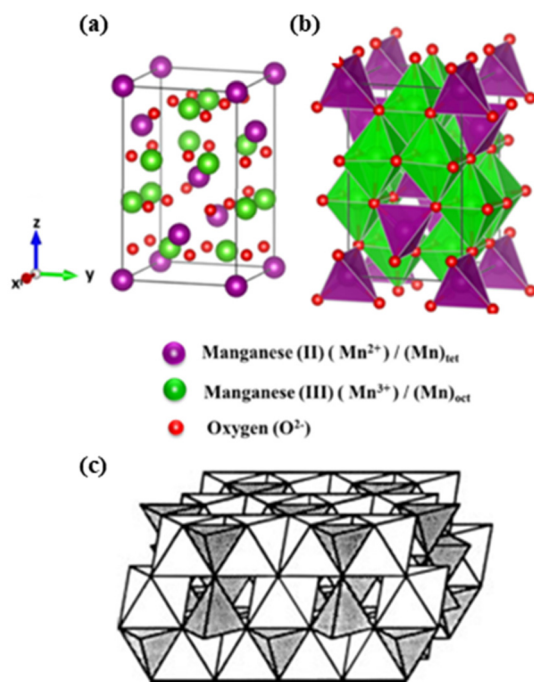 (a)
(b)
z
x
y
Manganese (II) ( Mn²⁺) / (Mn)tet
Manganese (III) ( Mn³⁺) / (Mn)oct
Oxygen (O²⁻)
(c)